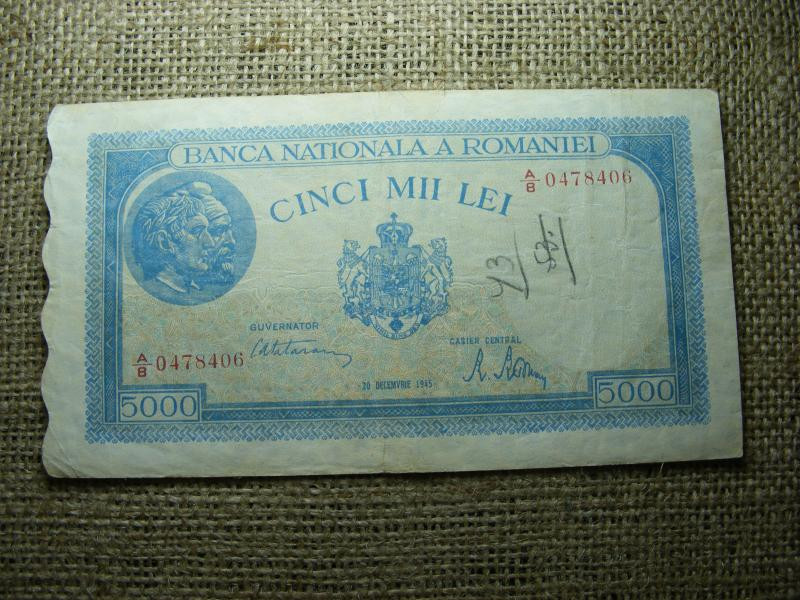 BANCA NATIONALA A ROMANIEI
CINCI MII LEI
A/B 0478406
GUVERNATOR
CASIER CENTRAL
A/B 0478406
20 DECEMVRIE 1945
5000
5000